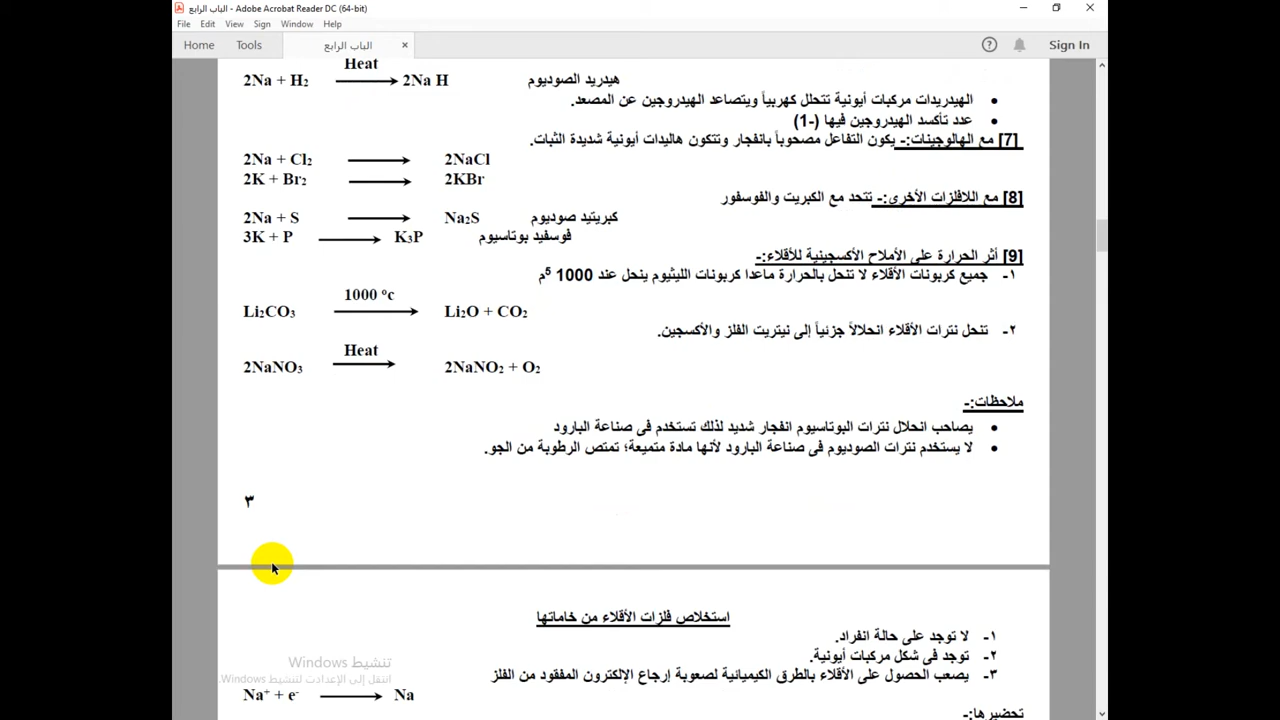 الباب الرابع - Adobe Acrobat Reader DC (64-bit)
File Edit View Sign Window Help
Home Tools الباب الرابع × Sign In
Heat
2Na + H₂ ⟶ 2Na H هيدريد الصوديوم
• الهيدريدات مركبات أيونية تتحلل كهربياً ويتصاعد الهيدروجين عن المصعد.
• عدد تأكسد الهيدروجين فيها (-1)
[7] مع الهالوجينات:- يكون التفاعل مصحوباً بانفجار وتتكون هاليدات أيونية شديدة الثبات.
2Na + Cl₂ ⟶ 2NaCl
2K + Br₂ ⟶ 2KBr
[8] مع اللافلزات الأخرى:- تتحد مع الكبريت والفوسفور
2Na + S ⟶ Na₂S كبريتيد صوديوم
3K + P ⟶ K₃P فوسفيد بوتاسيوم
[9] أثر الحرارة على الأملاح الأكسجينية للأقلاء:-
١- جميع كربونات الأقلاء لا تنحل بالحرارة ماعدا كربونات الليثيوم ينحل عند 1000 ⁵م
1000 ºc
Li₂CO₃ ⟶ Li₂O + CO₂
٢- تنحل نترات الأقلاء انحلالاً جزئياً إلى نيتريت الفلز والأكسجين.
Heat
2NaNO₃ ⟶ 2NaNO₂ + O₂
ملاحظات:-
• يصاحب انحلال نترات البوتاسيوم انفجار شديد لذلك تستخدم فى صناعة البارود
• لا يستخدم نترات الصوديوم فى صناعة البارود لأنها مادة متميعة؛ تمتص الرطوبة من الجو.
٣
استخلاص فلزات الأقلاء من خاماتها
١- لا توجد على حالة انفراد.
٢- توجد فى شكل مركبات أيونية.
٣- يصعب الحصول على الأقلاء بالطرق الكيميائية لصعوبة إرجاع الإلكترون المفقود من الفلز
Na⁺ + e⁻ ⟶ Na
تحضيرها:-
تنشيط Windows
انتقل إلى الإعدادات لتنشيط Windows.